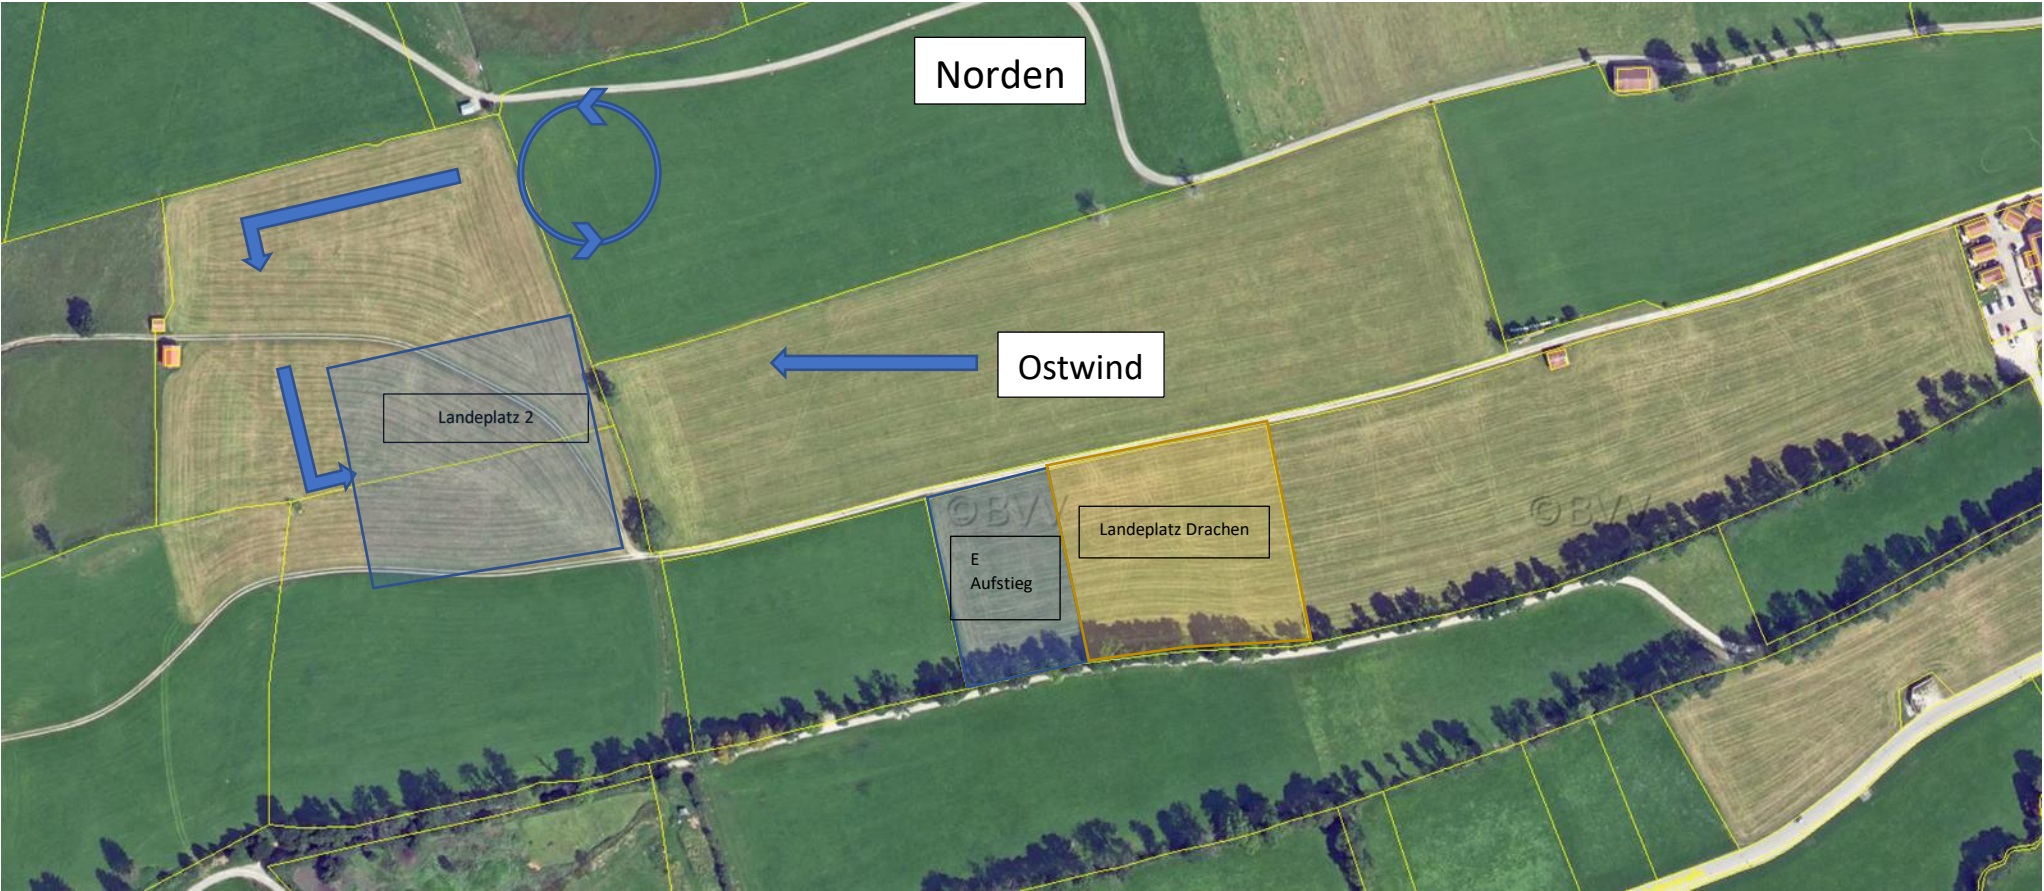 Norden
Ostwind
Landeplatz 2
©BVV
©BVV
Landeplatz Drachen
E
Aufstieg